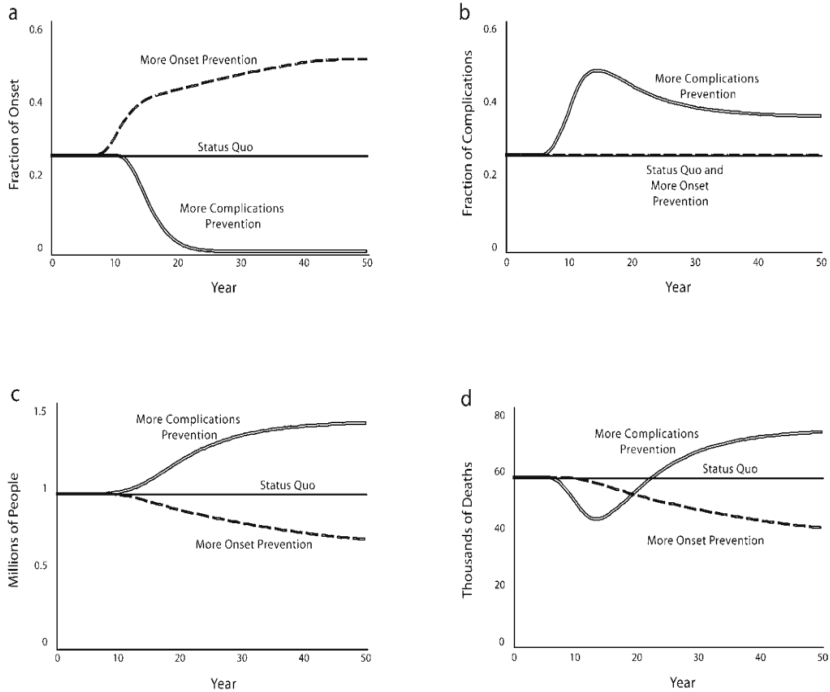 a
0.6
0.4
0.2
0
Fraction of Onset
More Onset Prevention
Status Quo
More Complications
Prevention
0 10 20 30 40 50
Year
b
0.6
0.4
0.2
0
Fraction of Complications
More Complications
Prevention
Status Quo and
More Onset
Prevention
0 10 20 30 40 50
Year
c
1.5
1
0.5
0
Millions of People
More Complications
Prevention
Status Quo
More Onset Prevention
0 10 20 30 40 50
Year
d
80
60
40
20
0
Thousands of Deaths
More Complications
Prevention
Status Quo
More Onset Prevention
0 10 20 30 40 50
Year